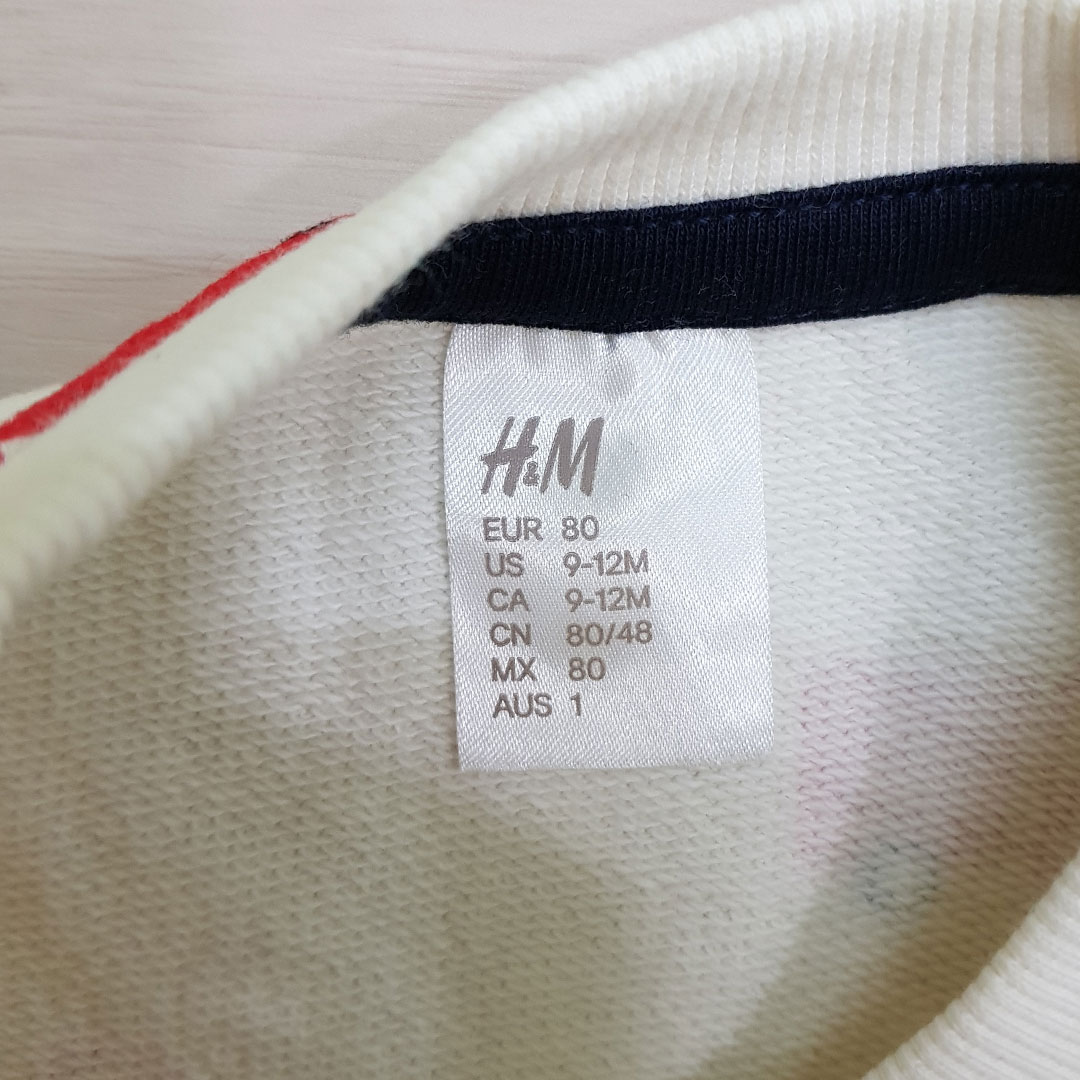 H&M
EUR 80
US 9-12M
CA 9-12M
CN 80/48
MX 80
AUS 1